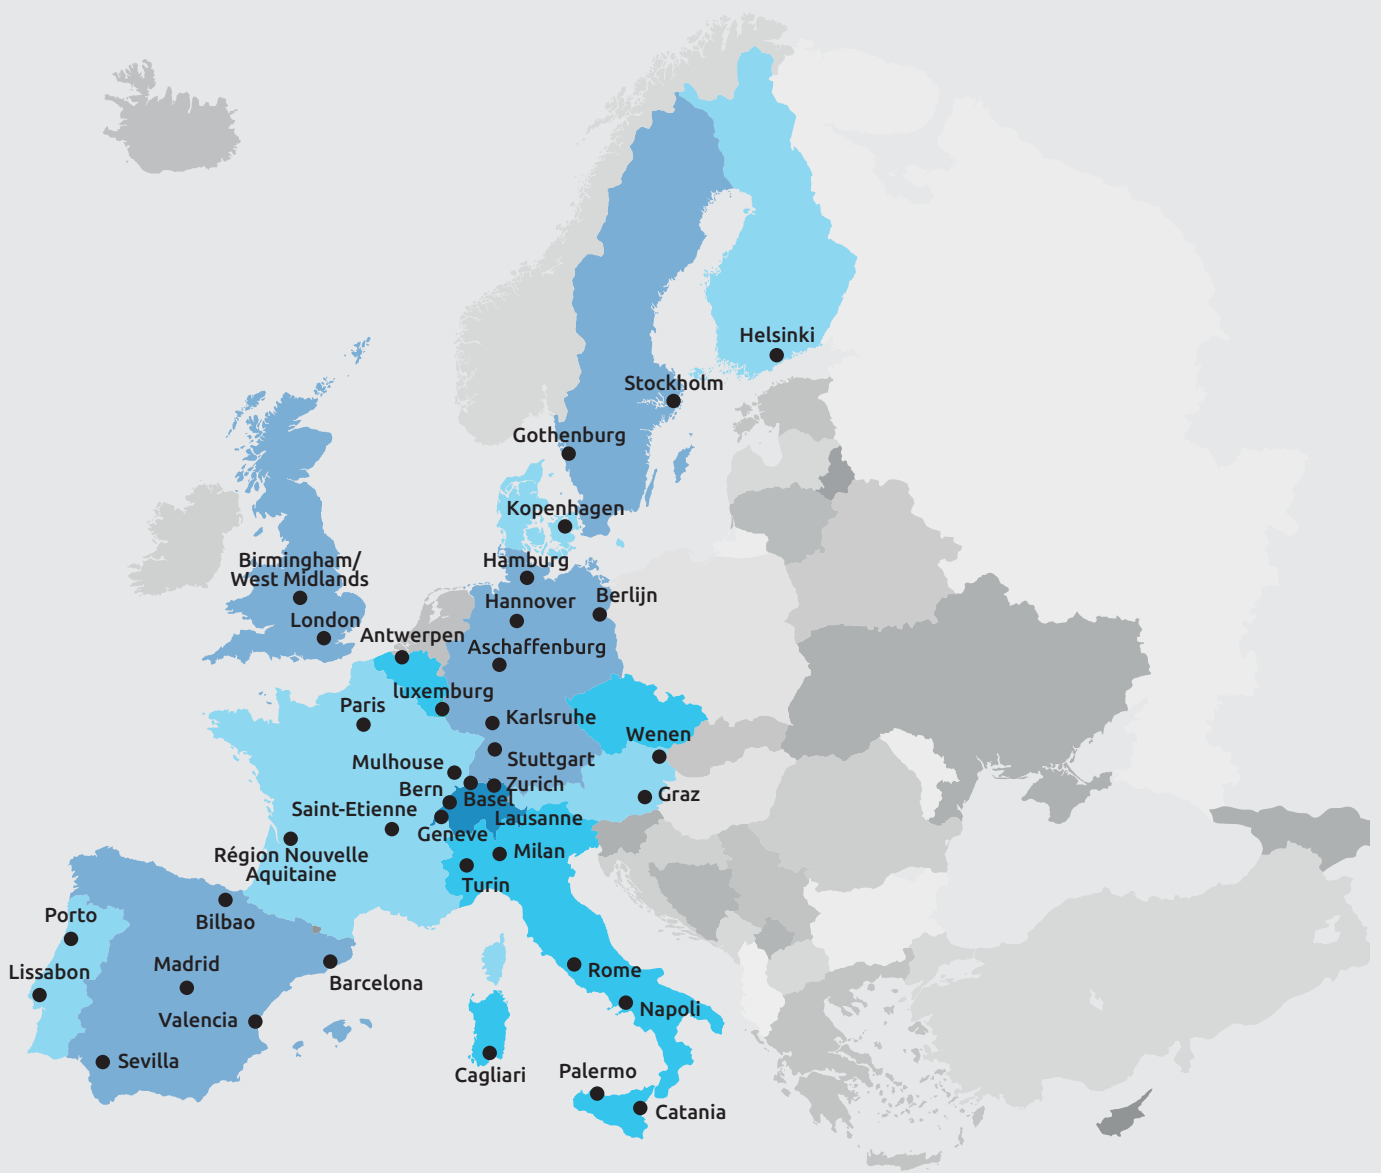 Helsinki
Stockholm
Gothenburg
Kopenhagen
Hamburg
Birmingham/
West Midlands
Hannover
Berlijn
London
Antwerpen
Aschaffenburg
luxemburg
Paris
Karlsruhe
Wenen
Mulhouse
Stuttgart
Bern
Zurich
Basel
Graz
Saint-Etienne
Lausanne
Geneve
Région Nouvelle
Aquitaine
Milan
Turin
Porto
Bilbao
Lissabon
Madrid
Barcelona
Rome
Valencia
Napoli
Sevilla
Cagliari
Palermo
Catania